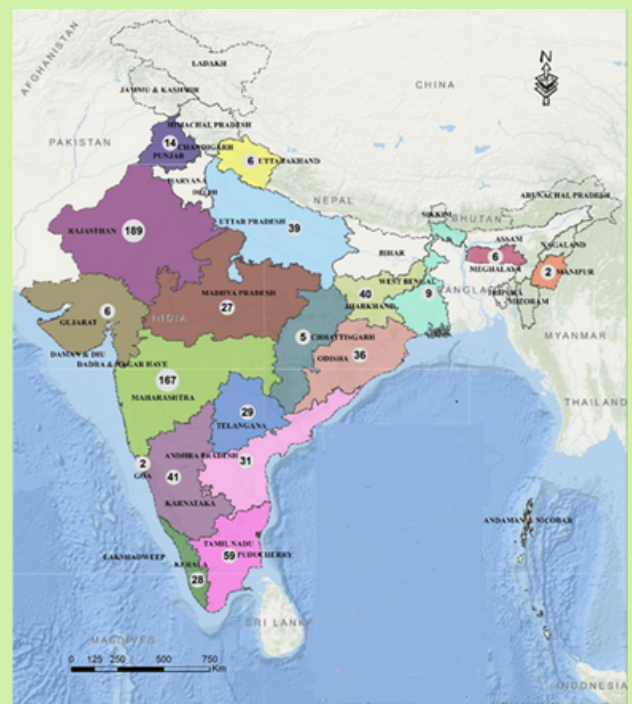 AFGHANISTAN
LADAKH
N
CHINA
JAMMU & KASHMIR
HIMACHAL PRADESH
PAKISTAN
14
CHANDIGARH
PUNJAB
6
UTTARAKHAND
HARYANA
DELHI
NEPAL
ARUNACHAL PRADESH
SIKKIM
BHUTAN
RAJASTHAN
189
UTTAR PRADESH
39
ASSAM
NAGALAND
BIHAR
6
MEGHALAYA
2
MANIPUR
WEST BENGAL
TRIPURA
MIZORAM
MADHYA PRADESH
27
40
JHARKHAND
9
6
GUJARAT
INDIA
MYANMAR
5
CHHATTISGARH
36
ODISHA
DAMAN & DIU
DADRA & NAGAR HAVE
167
MAHARASHTRA
THAILAND
29
TELANGANA
ANDHRA PRADESH
31
2
GOA
41
KARNATAKA
ANDAMAN & NICOBAR
TAMIL NADU
LAKSHADWEEP
59
PUDUCHERRY
KERALA
28
SRI LANKA
MALDIVES
0 125 250 500 750
Km
INDONESIA